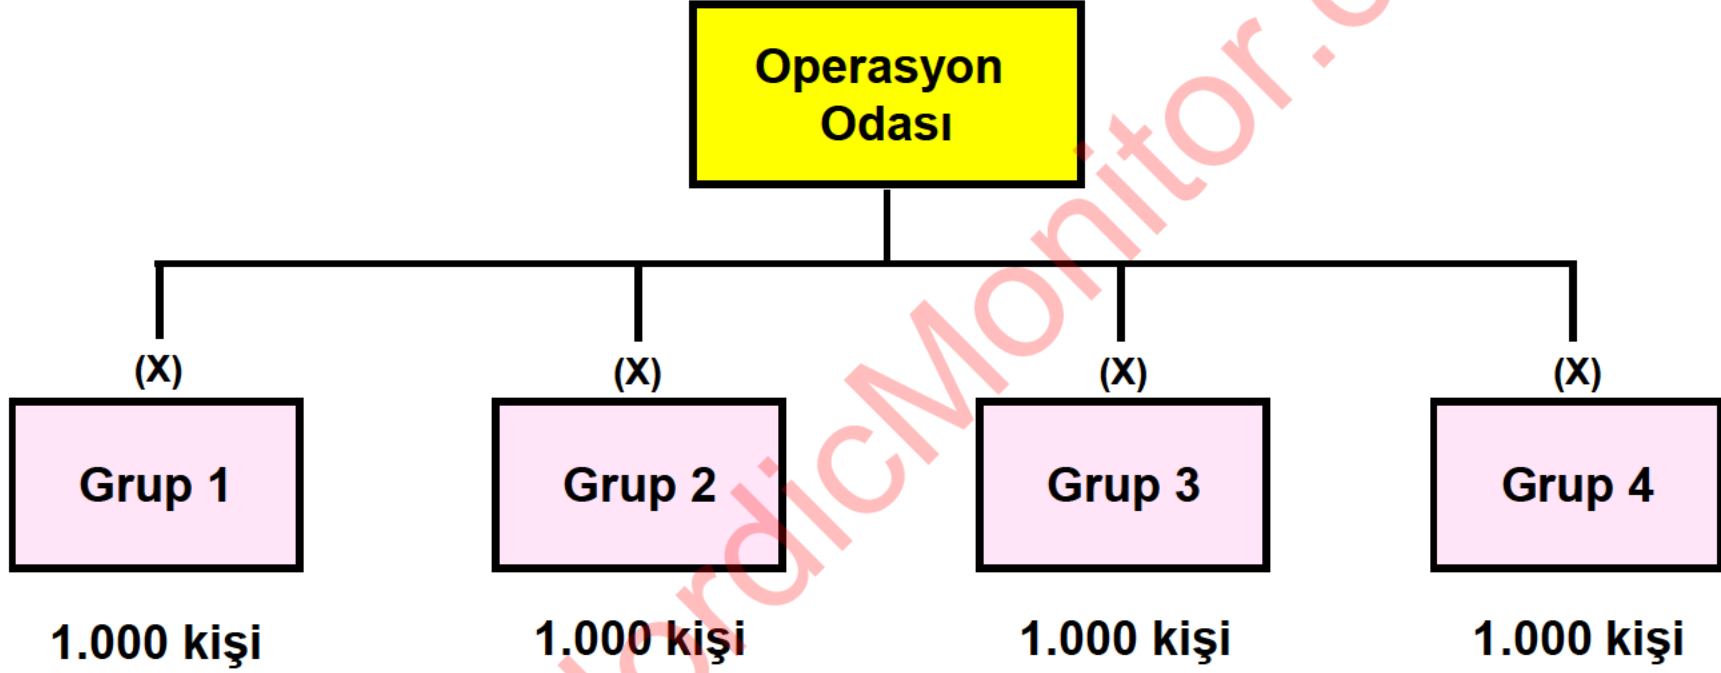 Operasyon
Odası
(X) (X) (X) (X)
Grup 1 Grup 2 Grup 3 Grup 4
1.000 kişi 1.000 kişi 1.000 kişi 1.000 kişi
ordicMonitor.